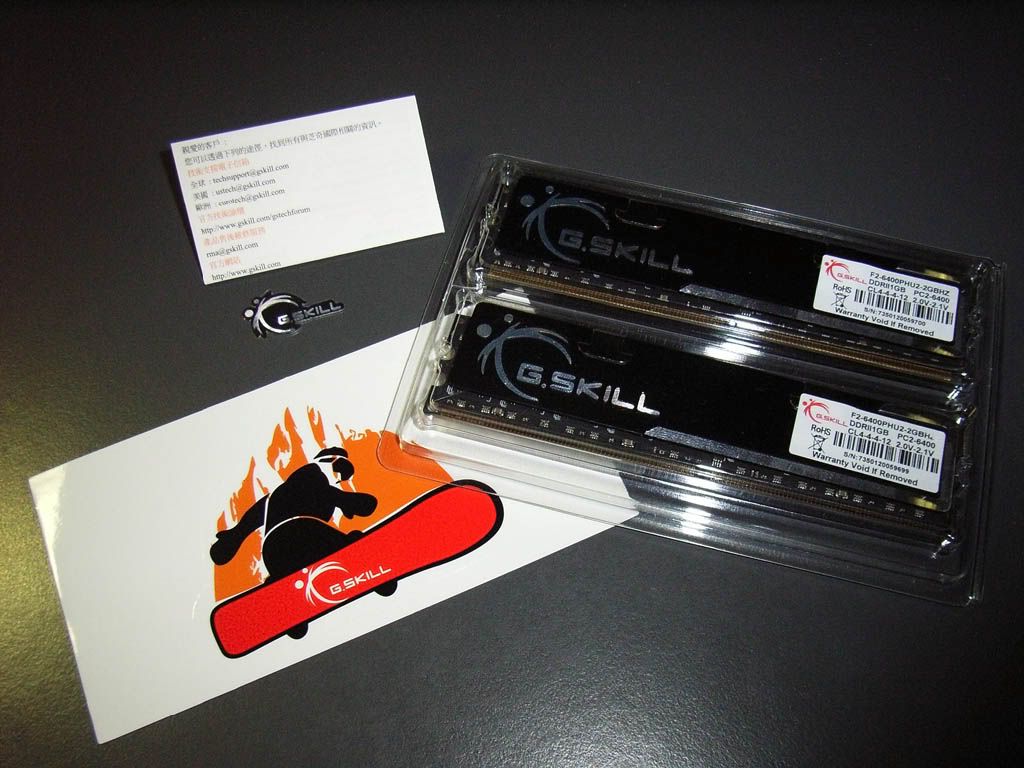 親愛的客戶：
您可以透過下列的途徑，找到所有與芝奇國際相關的資訊。
技術支援電子信箱
全球：techsupport@gskill.com
美國：ustech@gskill.com
歐洲：eurotech@gskill.com
官方技術論壇
http://www.gskill.com/gstechforum
產品售後維修服務
rma@gskill.com
官方網站
http://www.gskill.com
G.SKILL
G.SKILL
G.SKILL
F2-6400PHU2-2GBHZ
DDRII1GB PC2-6400
CL4-4-4-12 2.0V-2.1V
RoHS
S/N:7350120059700
Warranty Void If Removed
G.SKILL
G.SKILL
F2-6400PHU2-2GBHZ
DDRII1GB PC2-6400
CL4-4-4-12 2.0V-2.1V
RoHS
S/N:7350120059699
Warranty Void If Removed
G.SKILL